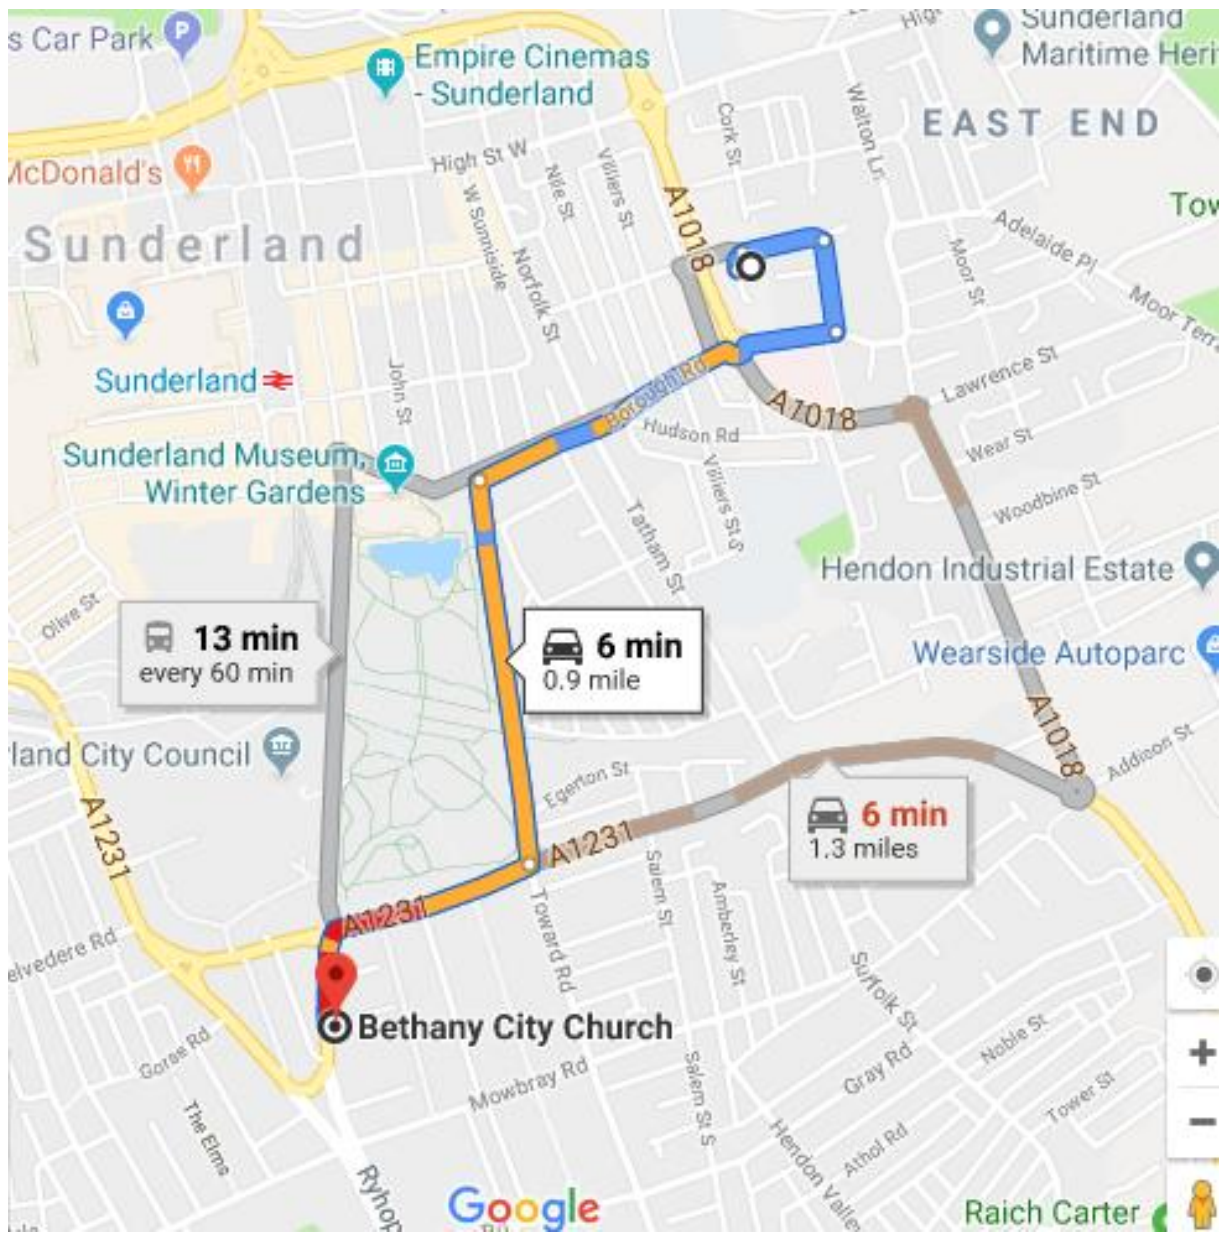 s Car Park
P
Sunderland
Maritime Heri
Empire Cinemas
- Sunderland
High
EAST END
Cork St
Walton Ln
McDonald's
High St W
Nile St
Villiers St
W Sunniside
Norfolk St
A1018
Tow
Adelaide Pl
Sunderland
Moor St
Moor Terra
Sunderland
John St
Borough Rd
Lawrence St
A1018
Hudson Rd
Wear St
Sunderland Museum,
Winter Gardens
Villiers St S
Woodbine St
Tatham St
Hendon Industrial Estate
Olive St
13 min
every 60 min
6 min
0.9 mile
Wearside Autoparc
A1018
Addison St
rland City Council
Egerton St
6 min
1.3 miles
A1231
A1231
A1231
Salem St
Amberley St
Toward Rd
elvedere Rd
Suffolk St
Bethany City Church
Gorse Rd
Noble St
Gray Rd
Mowbray Rd
Tower St
The Elms
Salem St S
Athol Rd
Hendon Valley
Ryhop
Google
Raich Carter